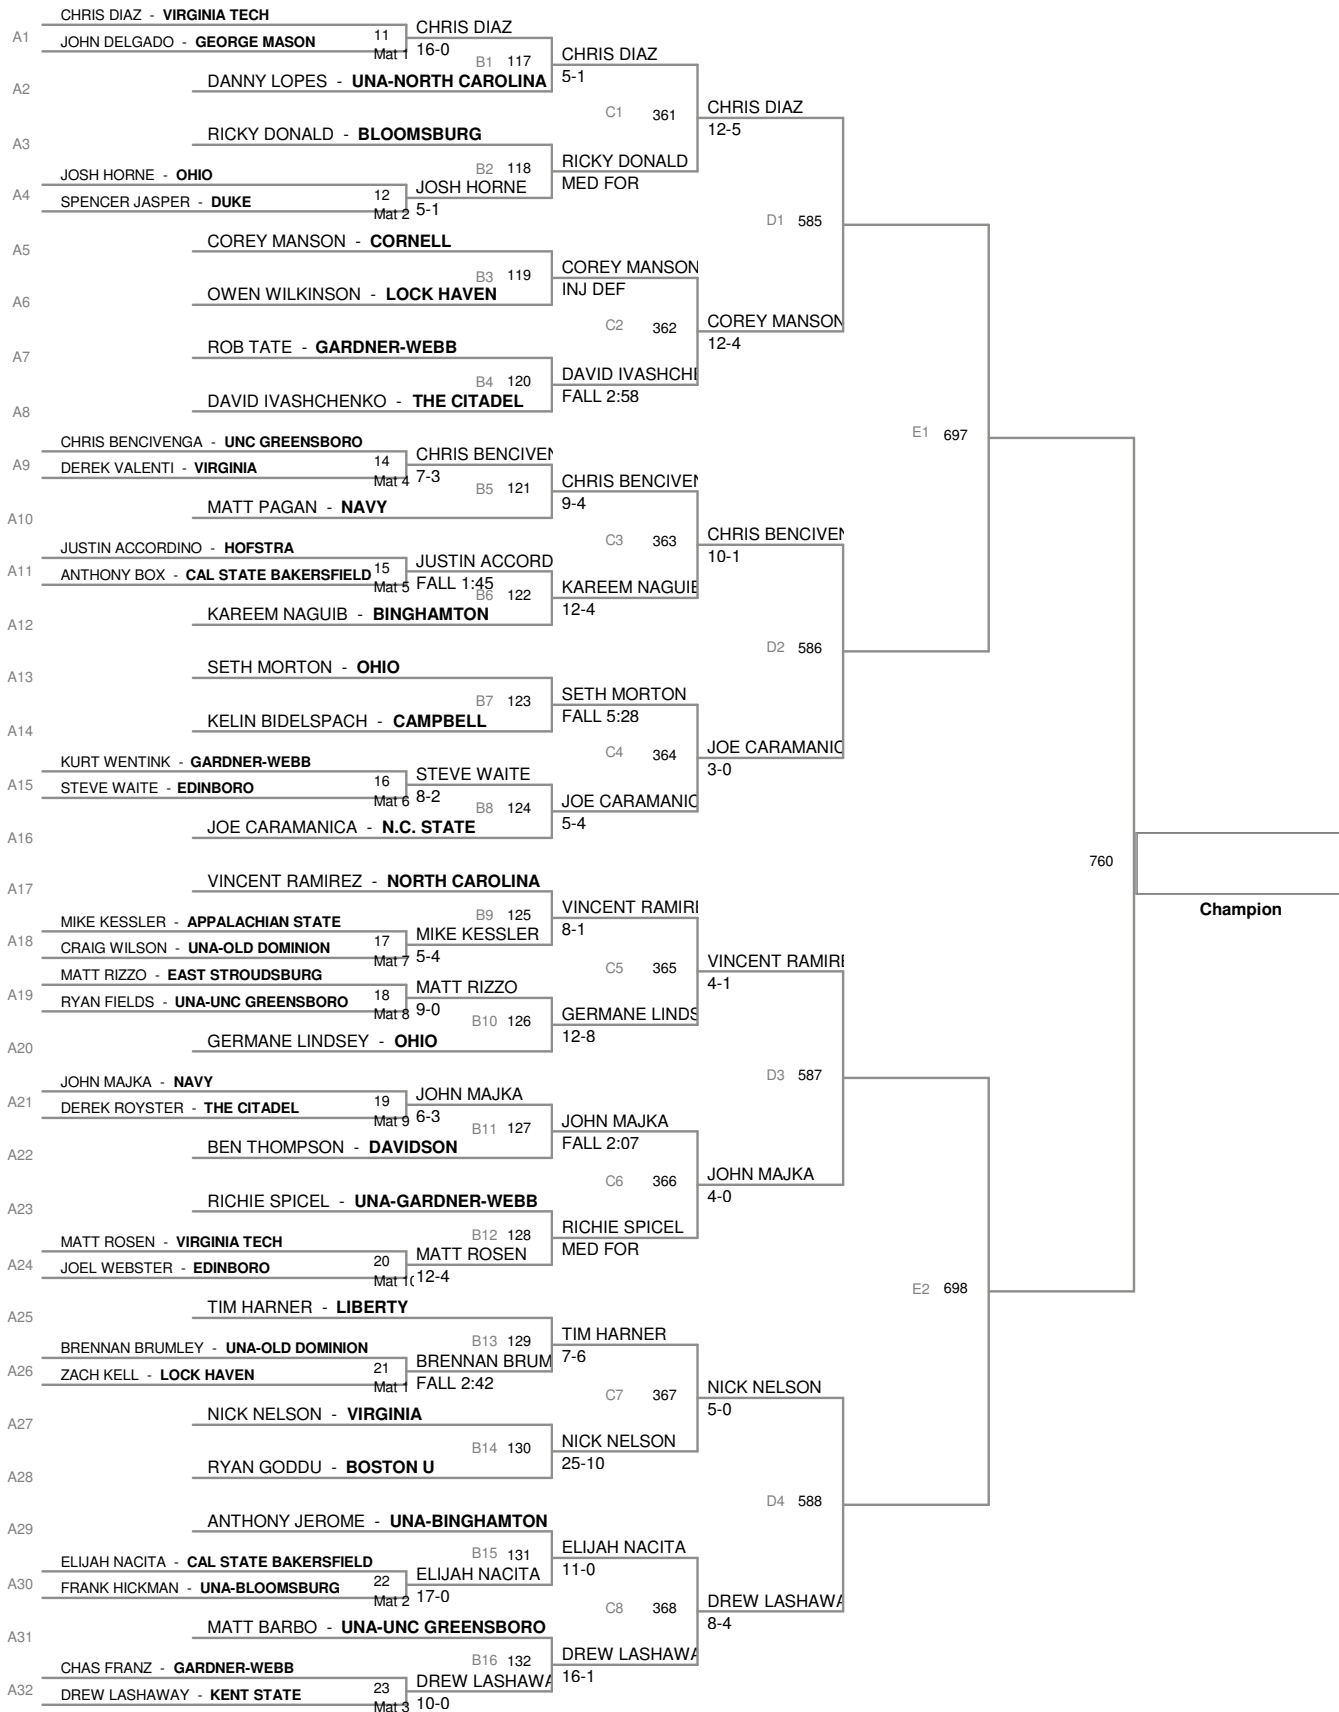 CHRIS DIAZ - VIRGINIA TECH
A1
JOHN DELGADO - GEORGE MASON
11
Mat 1
CHRIS DIAZ
16-0
B1 117
A2
DANNY LOPES - UNA-NORTH CAROLINA
CHRIS DIAZ
5-1
C1 361
A3
RICKY DONALD - BLOOMSBURG
B2 118
JOSH HORNE - OHIO
A4
SPENCER JASPER - DUKE
12
Mat 2
JOSH HORNE
5-1
RICKY DONALD
MED FOR
CHRIS DIAZ
12-5
D1 585
A5
COREY MANSON - CORNELL
B3 119
A6
OWEN WILKINSON - LOCK HAVEN
COREY MANSON
INJ DEF
C2 362
A7
ROB TATE - GARDNER-WEBB
B4 120
A8
DAVID IVASHCHENKO - THE CITADEL
DAVID IVASHCH
FALL 2:58
COREY MANSON
12-4
E1 697
CHRIS BENCIVENGA - UNC GREENSBORO
A9
DEREK VALENTI - VIRGINIA
14
Mat 4
CHRIS BENCIVEN
7-3
B5 121
A10
MATT PAGAN - NAVY
CHRIS BENCIVEN
9-4
C3 363
JUSTIN ACCORDINO - HOFSTRA
A11
ANTHONY BOX - CAL STATE BAKERSFIELD
15
Mat 5
JUSTIN ACCORD
FALL 1:45
B6 122
A12
KAREEM NAGUIB - BINGHAMTON
KAREEM NAGUIB
12-4
CHRIS BENCIVEN
10-1
D2 586
A13
SETH MORTON - OHIO
B7 123
A14
KELIN BIDELSPACH - CAMPBELL
SETH MORTON
FALL 5:28
C4 364
KURT WENTINK - GARDNER-WEBB
A15
STEVE WAITE - EDINBORO
16
Mat 6
STEVE WAITE
8-2
B8 124
A16
JOE CARAMANICA - N.C. STATE
JOE CARAMANIC
5-4
JOE CARAMANIC
3-0
760
Champion
A17
VINCENT RAMIREZ - NORTH CAROLINA
B9 125
MIKE KESSLER - APPALACHIAN STATE
A18
CRAIG WILSON - UNA-OLD DOMINION
17
Mat 7
MIKE KESSLER
5-4
VINCENT RAMIR
8-1
C5 365
MATT RIZZO - EAST STROUDSBURG
A19
RYAN FIELDS - UNA-UNC GREENSBORO
18
Mat 8
MATT RIZZO
9-0
B10 126
A20
GERMANE LINDSEY - OHIO
GERMANE LINDS
12-8
VINCENT RAMIR
4-1
D3 587
JOHN MAJKA - NAVY
A21
DEREK ROYSTER - THE CITADEL
19
Mat 9
JOHN MAJKA
6-3
B11 127
A22
BEN THOMPSON - DAVIDSON
JOHN MAJKA
FALL 2:07
C6 366
A23
RICHIE SPICEL - UNA-GARDNER-WEBB
B12 128
MATT ROSEN - VIRGINIA TECH
A24
JOEL WEBSTER - EDINBORO
20
Mat 10
MATT ROSEN
12-4
RICHIE SPICEL
MED FOR
JOHN MAJKA
4-0
E2 698
A25
TIM HARNER - LIBERTY
B13 129
BRENNAN BRUMLEY - UNA-OLD DOMINION
A26
ZACH KELL - LOCK HAVEN
21
Mat 1
BRENNAN BRUM
FALL 2:42
TIM HARNER
7-6
C7 367
A27
NICK NELSON - VIRGINIA
B14 130
A28
RYAN GODDU - BOSTON U
NICK NELSON
25-10
NICK NELSON
5-0
D4 588
A29
ANTHONY JEROME - UNA-BINGHAMTON
B15 131
ELIJAH NACITA - CAL STATE BAKERSFIELD
A30
FRANK HICKMAN - UNA-BLOOMSBURG
22
Mat 2
ELIJAH NACITA
17-0
ELIJAH NACITA
11-0
C8 368
A31
MATT BARBO - UNA-UNC GREENSBORO
B16 132
CHAS FRANZ - GARDNER-WEBB
A32
DREW LASHAWAY - KENT STATE
23
Mat 3
DREW LASHAWA
10-0
DREW LASHAWA
16-1
DREW LASHAWA
8-4